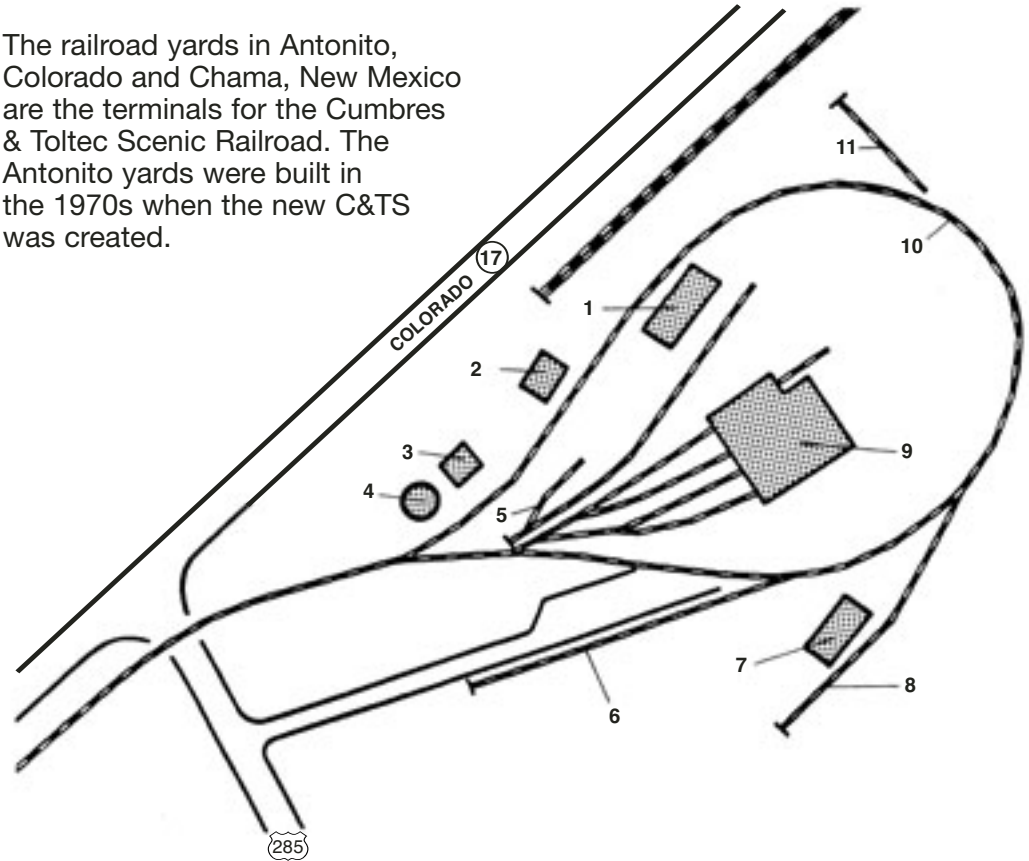 The railroad yards in Antonito,
Colorado and Chama, New Mexico
are the terminals for the Cumbres
& Toltec Scenic Railroad. The
Antonito yards were built in
the 1970s when the new C&TS
was created.
11
10
17
COLORADO
1
2
3
4
5
9
7
8
6
285